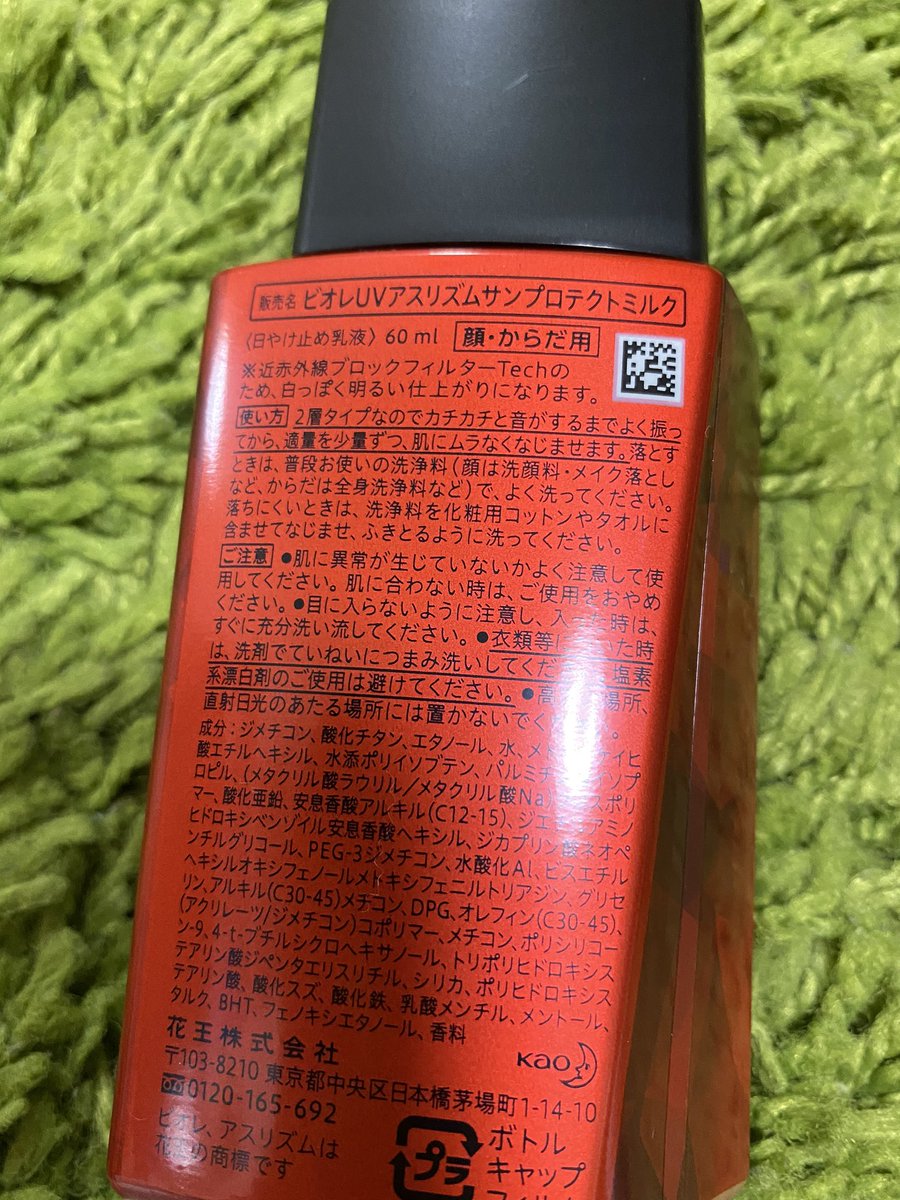 販売名 ビオレUVアスリズムサンプロテクトミルク
〈日やけ止め乳液〉 60 ml 顔・からだ用
※近赤外線ブロックフィルターTechの
ため、白っぽく明るい仕上がりになります。
使い方 2層タイプなのでカチカチと音がするまでよく振っ
てから、適量を少量ずつ、肌にムラなくなじませます。落とす
ときは、普段お使いの洗浄料(顔は洗顔料・メイク落とし
など、からだは全身洗浄料など)で、よく洗ってください。
落ちにくいときは、洗浄料を化粧用コットンやタオルに
含ませてなじませ、ふきとるように洗ってください。
ご注意 ●肌に異常が生じていないかよく注意して使
用してください。肌に合わない時は、ご使用をおやめ
ください。●目に入らないように注意し、入った時は、
すぐに充分洗い流してください。●衣類等に いた時
は、洗剤でていねいにつまみ洗いしてくだ 塩素
系漂白剤のご使用は避けてください。●高 場所、
直射日光のあたる場所には置かないでく 。
成分:ジメチコン、酸化チタン、エタノール、水、メト ケイヒ
酸エチルヘキシル、水添ポリイソブテン、パルミチ ソプ
ロピル、(メタクリル酸ラウリル/メタクリル酸Na) スポリ
マー、酸化亜鉛、安息香酸アルキル(C12-15)、ジエ アミノ
ヒドロキシベンゾイル安息香酸ヘキシル、ジカプリン酸ネオペ
ンチルグリコール、PEG-3ジメチコン、水酸化Al、ビスエチル
ヘキシルオキシフェノールメトキシフェニルトリアジン、グリセ
リン、アルキル(C30-45)メチコン、DPG、オレフィン(C30-45)、
(アクリレーツ/ジメチコン)コポリマー、メチコン、ポリシリコー
ン-9、4-t-ブチルシクロヘキサノール、トリポリヒドロキシス
テアリン酸ジペンタエリスリチル、シリカ、ポリヒドロキシス
テアリン酸、酸化スズ、酸化鉄、乳酸メンチル、メントール、
タルク、BHT、フェノキシエタノール、香料
花王株式会社
Kao
〒103-8210 東京都中央区日本橋茅場町1-14-10
0120-165-692
ビオレ、アスリズムは
花 の商標です
プラ
ボトル
キャップ